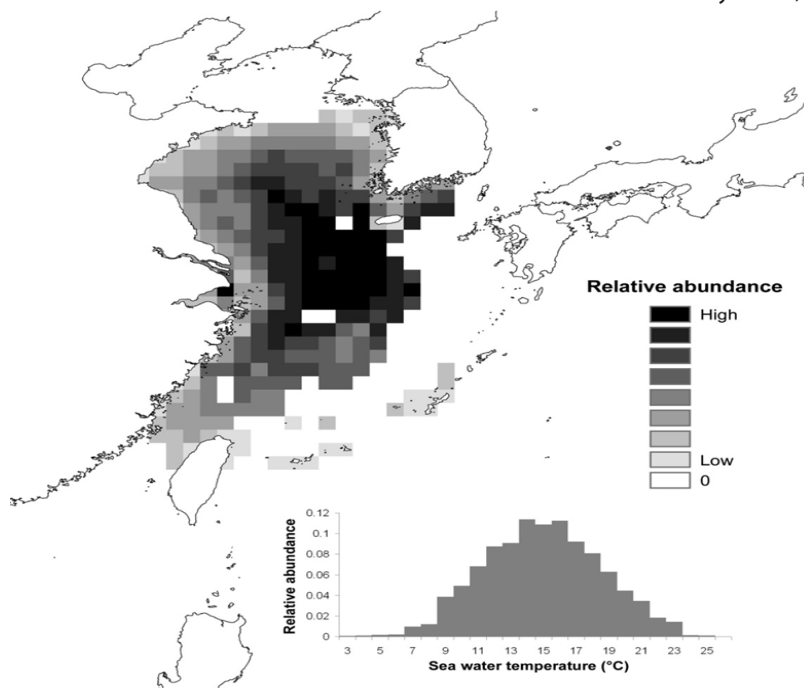 Relative abundance
High
Low
0
Relative abundance
0.12
0.1
0.08
0.06
0.04
0.02
0
3 5 7 9 11 13 15 17 19 21 23 25
Sea water temperature (°C)